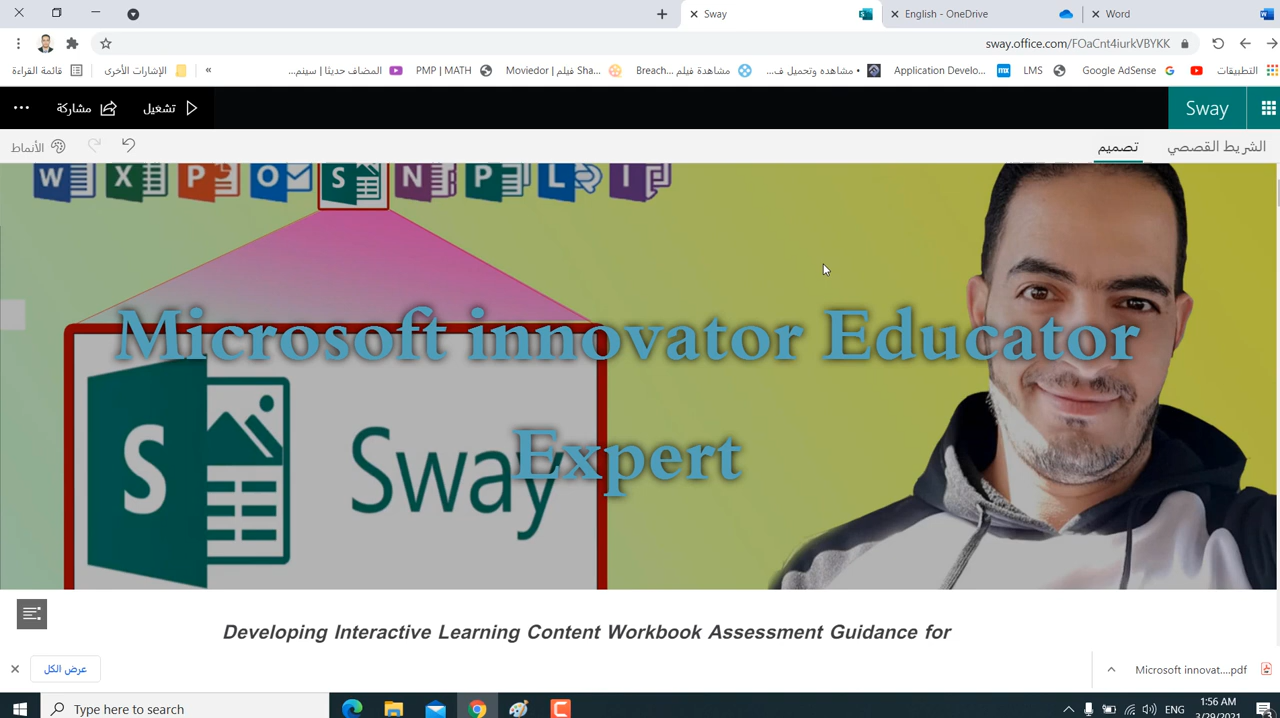 Sway
English - OneDrive
Word
sway.office.com/FOaCnt4iurkVBYKK
التطبيقات
Google AdSense
LMS
Application Develo...
مشاهده وتحميل ف... •
مشاهدة فيلم Breach...
Moviedor | فيلم Sha...
PMP | MATH
المضاف حديثا | سينم...
»
الإشارات الأخرى
قائمة القراءة
Sway
تشغيل
مشاركة
الشريط القصصي
تصميم
الأنماط
W X P O S N P L I
Microsoft innovator Educator
Expert
S Sway
Developing Interactive Learning Content Workbook Assessment Guidance for
Microsoft innovat....pdf
عرض الكل
Type here to search
ENG
1:56 AM
3/29/2021